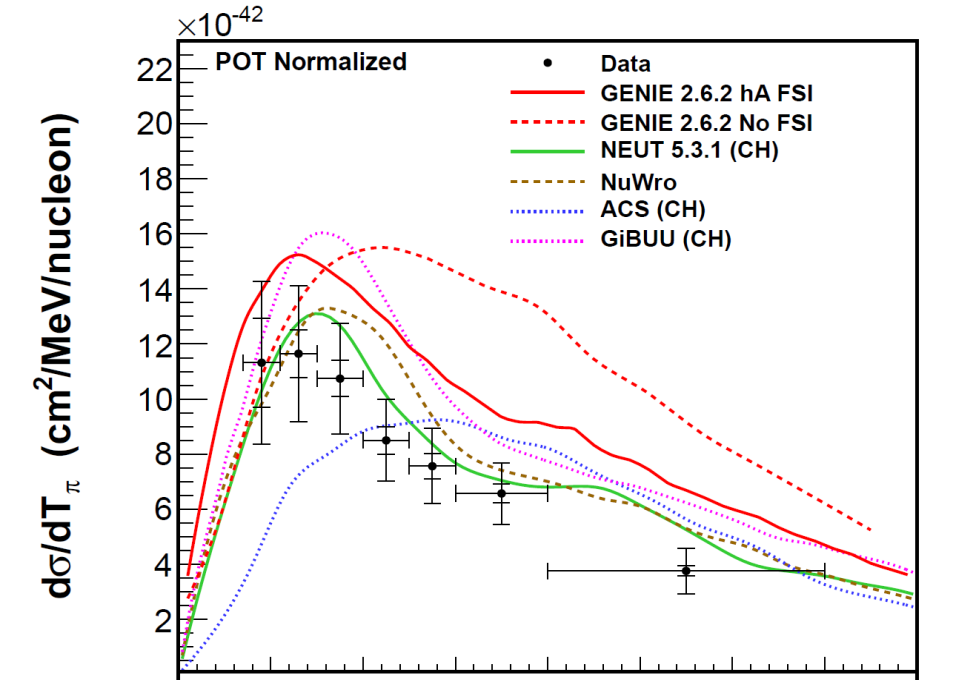 ×10⁻⁴²
POT Normalized
Data
GENIE 2.6.2 hA FSI
GENIE 2.6.2 No FSI
NEUT 5.3.1 (CH)
NuWro
ACS (CH)
GiBUU (CH)
22
20
18
16
14
12
10
8
6
4
2
dσ/dTπ (cm²/MeV/nucleon)